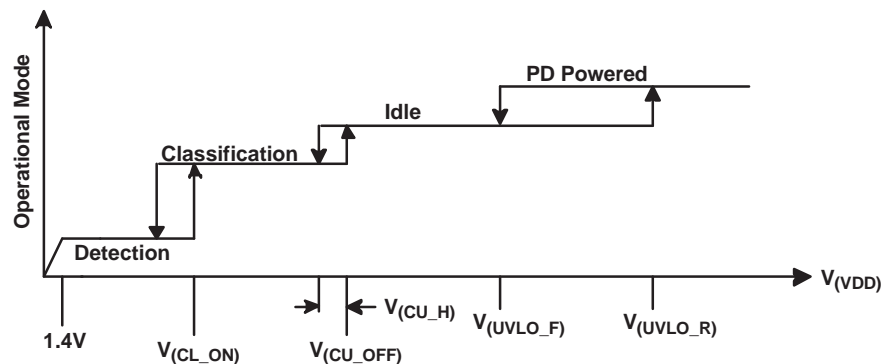 Operational Mode
PD Powered
Idle
Classification
Detection
V(VDD)
1.4V
V(CL_ON)
V(CU_H)
V(CU_OFF)
V(UVLO_F)
V(UVLO_R)